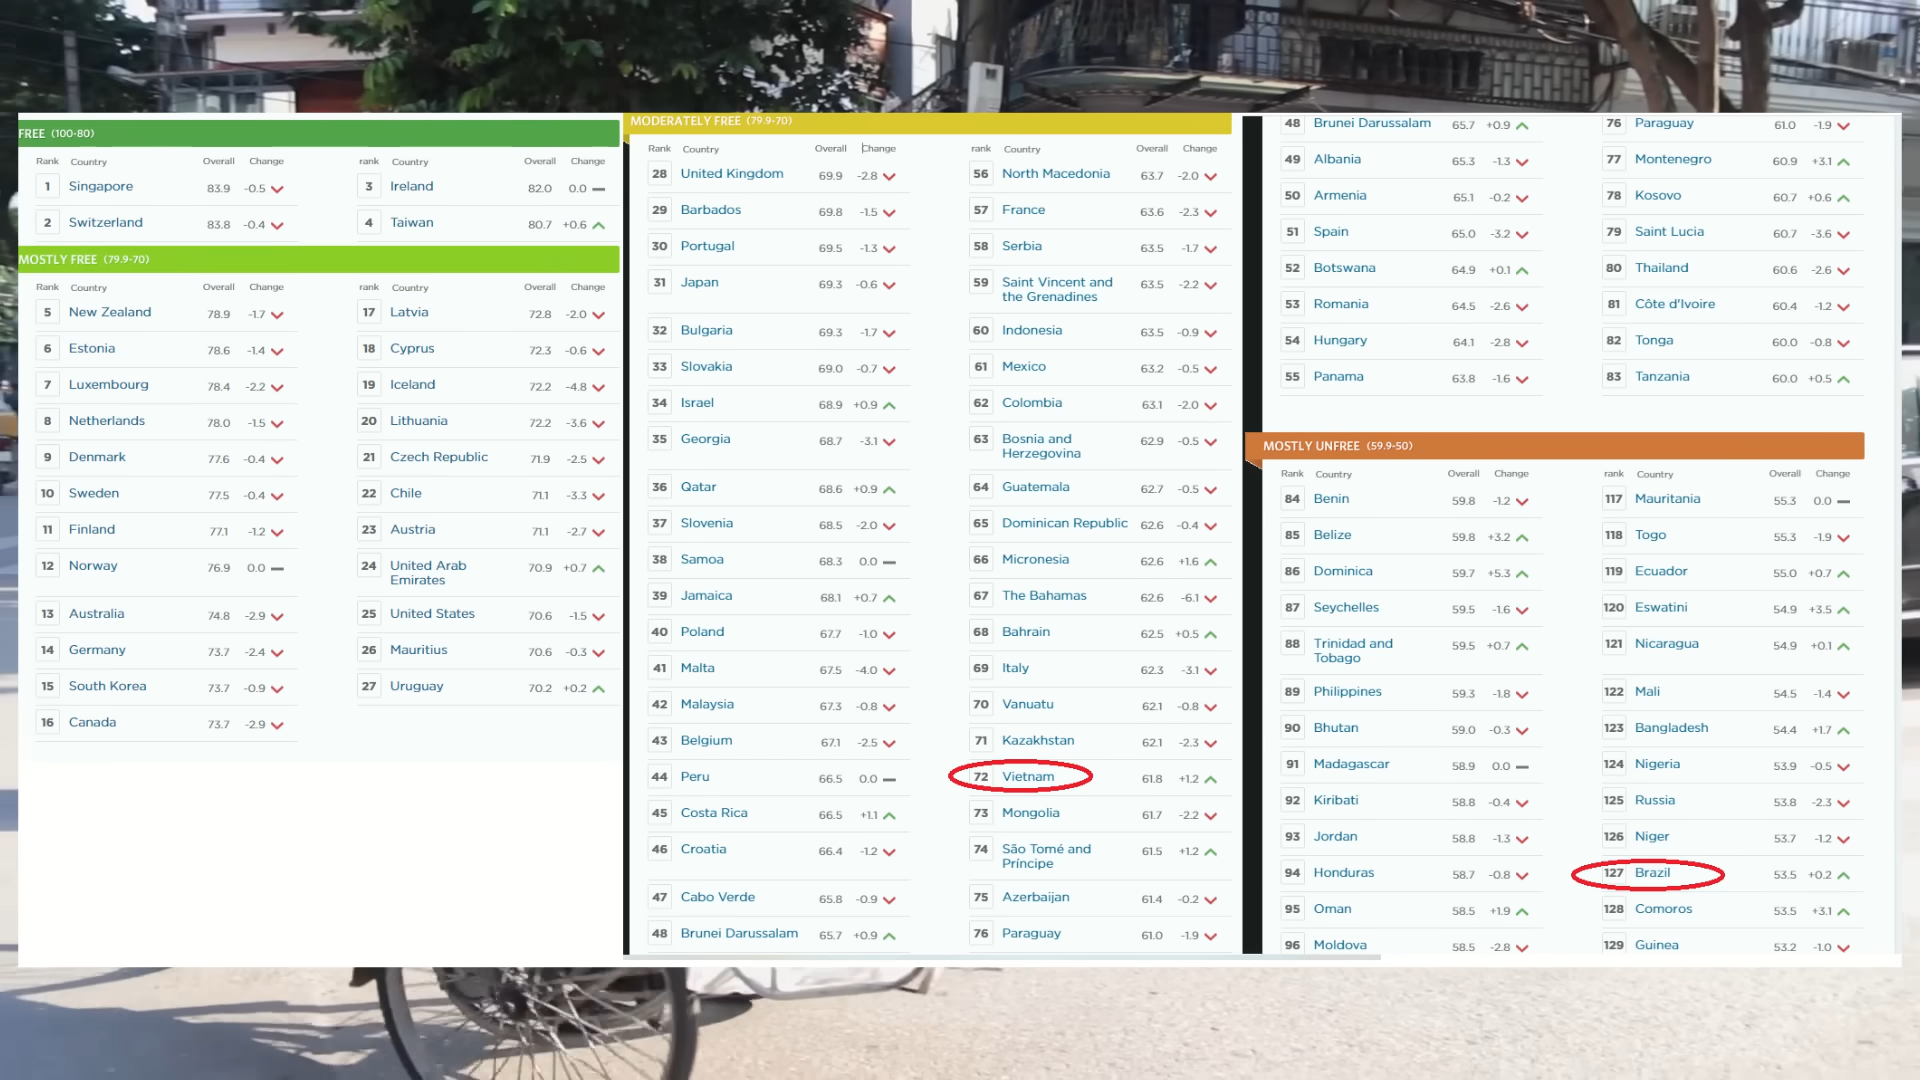 FREE (100-80)
Rank Country Overall Change
1 Singapore 83.9 -0.5
2 Switzerland 83.8 -0.4
rank Country Overall Change
3 Ireland 82.0 0.0
4 Taiwan 80.7 +0.6
MOSTLY FREE (79.9-70)
Rank Country Overall Change
5 New Zealand 78.9 -1.7
6 Estonia 78.6 -1.4
7 Luxembourg 78.4 -2.2
8 Netherlands 78.0 -1.5
9 Denmark 77.6 -0.4
10 Sweden 77.5 -0.4
11 Finland 77.1 -1.2
12 Norway 76.9 0.0
13 Australia 74.8 -2.9
14 Germany 73.7 -2.4
15 South Korea 73.7 -0.9
16 Canada 73.7 -2.9
rank Country Overall Change
17 Latvia 72.8 -2.0
18 Cyprus 72.3 -0.6
19 Iceland 72.2 -4.8
20 Lithuania 72.2 -3.6
21 Czech Republic 71.9 -2.5
22 Chile 71.1 -3.3
23 Austria 71.1 -2.7
24 United Arab 70.9 +0.7
Emirates
25 United States 70.6 -1.5
26 Mauritius 70.6 -0.3
27 Uruguay 70.2 +0.2
MODERATELY FREE (79.9-70)
Rank Country Overall Change
28 United Kingdom 69.9 -2.8
29 Barbados 69.8 -1.5
30 Portugal 69.5 -1.3
31 Japan 69.3 -0.6
32 Bulgaria 69.3 -1.7
33 Slovakia 69.0 -0.7
34 Israel 68.9 +0.9
35 Georgia 68.7 -3.1
36 Qatar 68.6 +0.9
37 Slovenia 68.5 -2.0
38 Samoa 68.3 0.0
39 Jamaica 68.1 +0.7
40 Poland 67.7 -1.0
41 Malta 67.5 -4.0
42 Malaysia 67.3 -0.8
43 Belgium 67.1 -2.5
44 Peru 66.5 0.0
45 Costa Rica 66.5 +1.1
46 Croatia 66.4 -1.2
47 Cabo Verde 65.8 -0.9
48 Brunei Darussalam 65.7 +0.9
rank Country Overall Change
56 North Macedonia 63.7 -2.0
57 France 63.6 -2.3
58 Serbia 63.5 -1.7
59 Saint Vincent and 63.5 -2.2
the Grenadines
60 Indonesia 63.5 -0.9
61 Mexico 63.2 -0.5
62 Colombia 63.1 -2.0
63 Bosnia and 62.9 -0.5
Herzegovina
64 Guatemala 62.7 -0.5
65 Dominican Republic 62.6 -0.4
66 Micronesia 62.6 +1.6
67 The Bahamas 62.6 -6.1
68 Bahrain 62.5 +0.5
69 Italy 62.3 -3.1
70 Vanuatu 62.1 -0.8
71 Kazakhstan 62.1 -2.3
72 Vietnam 61.8 +1.2
73 Mongolia 61.7 -2.2
74 São Tomé and 61.5 +1.2
Príncipe
75 Azerbaijan 61.4 -0.2
76 Paraguay 61.0 -1.9
48 Brunei Darussalam 65.7 +0.9
49 Albania 65.3 -1.3
50 Armenia 65.1 -0.2
51 Spain 65.0 -3.2
52 Botswana 64.9 +0.1
53 Romania 64.5 -2.6
54 Hungary 64.1 -2.8
55 Panama 63.8 -1.6
76 Paraguay 61.0 -1.9
77 Montenegro 60.9 +3.1
78 Kosovo 60.7 +0.6
79 Saint Lucia 60.7 -3.6
80 Thailand 60.6 -2.6
81 Côte d'Ivoire 60.4 -1.2
82 Tonga 60.0 -0.8
83 Tanzania 60.0 +0.5
MOSTLY UNFREE (59.9-50)
Rank Country Overall Change
84 Benin 59.8 -1.2
85 Belize 59.8 +3.2
86 Dominica 59.7 +5.3
87 Seychelles 59.5 -1.6
88 Trinidad and 59.5 +0.7
Tobago
89 Philippines 59.3 -1.8
90 Bhutan 59.0 -0.3
91 Madagascar 58.9 0.0
92 Kiribati 58.8 -0.4
93 Jordan 58.8 -1.3
94 Honduras 58.7 -0.8
95 Oman 58.5 +1.9
96 Moldova 58.5 -2.8
rank Country Overall Change
117 Mauritania 55.3 0.0
118 Togo 55.3 -1.9
119 Ecuador 55.0 +0.7
120 Eswatini 54.9 +3.5
121 Nicaragua 54.9 +0.1
122 Mali 54.5 -1.4
123 Bangladesh 54.4 +1.7
124 Nigeria 53.9 -0.5
125 Russia 53.8 -2.3
126 Niger 53.7 -1.2
127 Brazil 53.5 +0.2
128 Comoros 53.5 +3.1
129 Guinea 53.2 -1.0